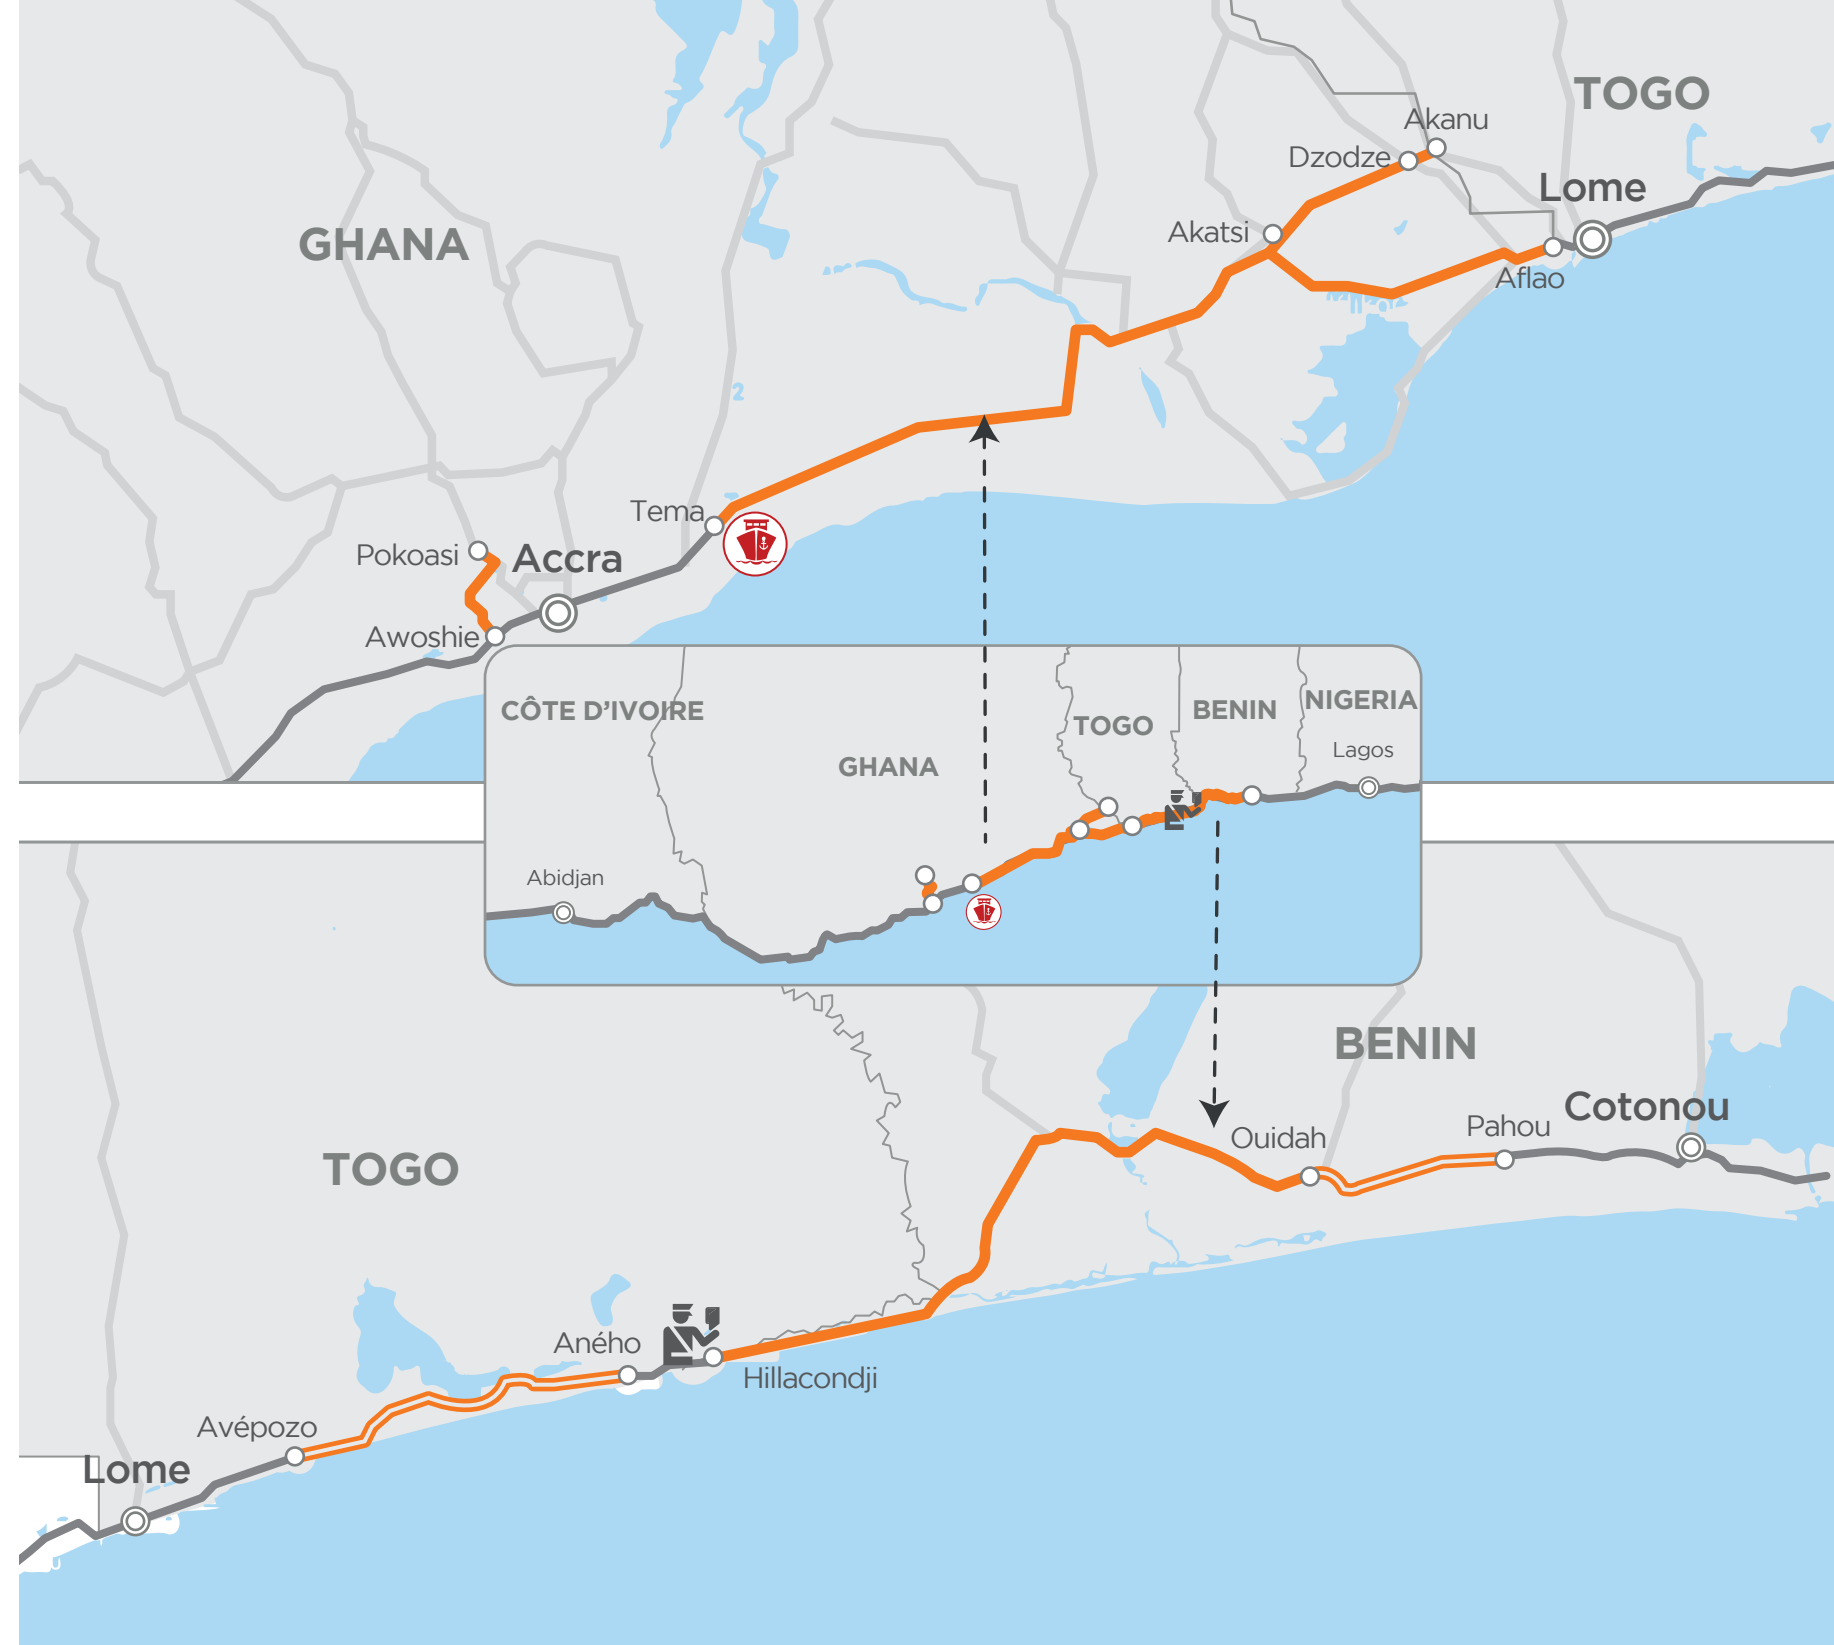 TOGO
Akanu
Dzodze
Lome
GHANA
Akatsi
Aflao
2
Tema
Pokoasi
Accra
Awoshie
CÔTE D'IVOIRE
NIGERIA
BENIN
TOGO
Lagos
GHANA
Abidjan
BENIN
Cotonou
Pahou
Ouidah
TOGO
Aného
Hillacondji
Avépozo
Lome